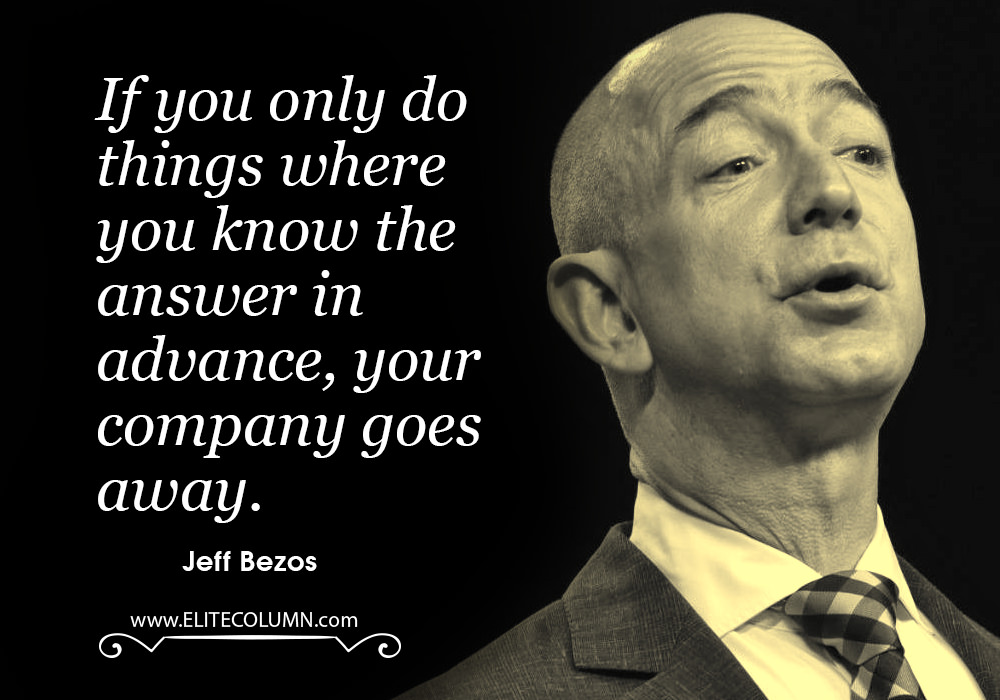 If you only do
things where
you know the
answer in
advance, your
company goes
away.
Jeff Bezos
www.ELITECOLUMN.com